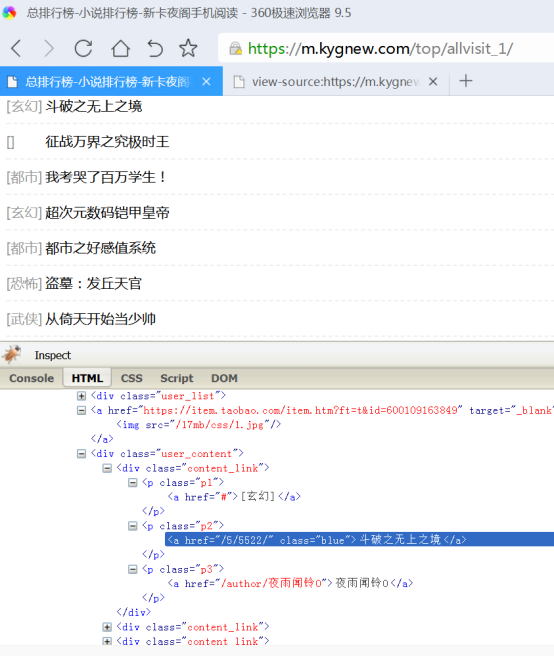 总排行榜-小说排行榜-新卡夜阁手机阅读 - 360极速浏览器 9.5
https://m.kygnew.com/top/allvisit_1/
总排行榜-小说排行榜-新卡夜阁
view-source:https://m.kygnew
[玄幻] 斗破之无上之境
[] 征战万界之究极时王
[都市] 我考哭了百万学生！
[玄幻] 超次元数码铠甲皇帝
[都市] 都市之好感值系统
[恐怖] 盗墓：发丘天官
[武侠] 从倚天开始当少帅
Inspect
Console HTML CSS Script DOM
<div class="user_list">
<a href="https://item.taobao.com/item.htm?ft=t&id=600109163849" target="_blank"
<img src="/17mb/css/1.jpg"/>
</a>
<div class="user_content">
<div class="content_link">
<p class="p1">
<a href="#">[玄幻]</a>
</p>
<p class="p2">
<a href="/5/5522/" class="blue">斗破之无上之境</a>
</p>
<p class="p3">
<a href="/author/夜雨闻铃0">夜雨闻铃0</a>
</p>
</div>
<div class="content_link">
<div class="content_link">